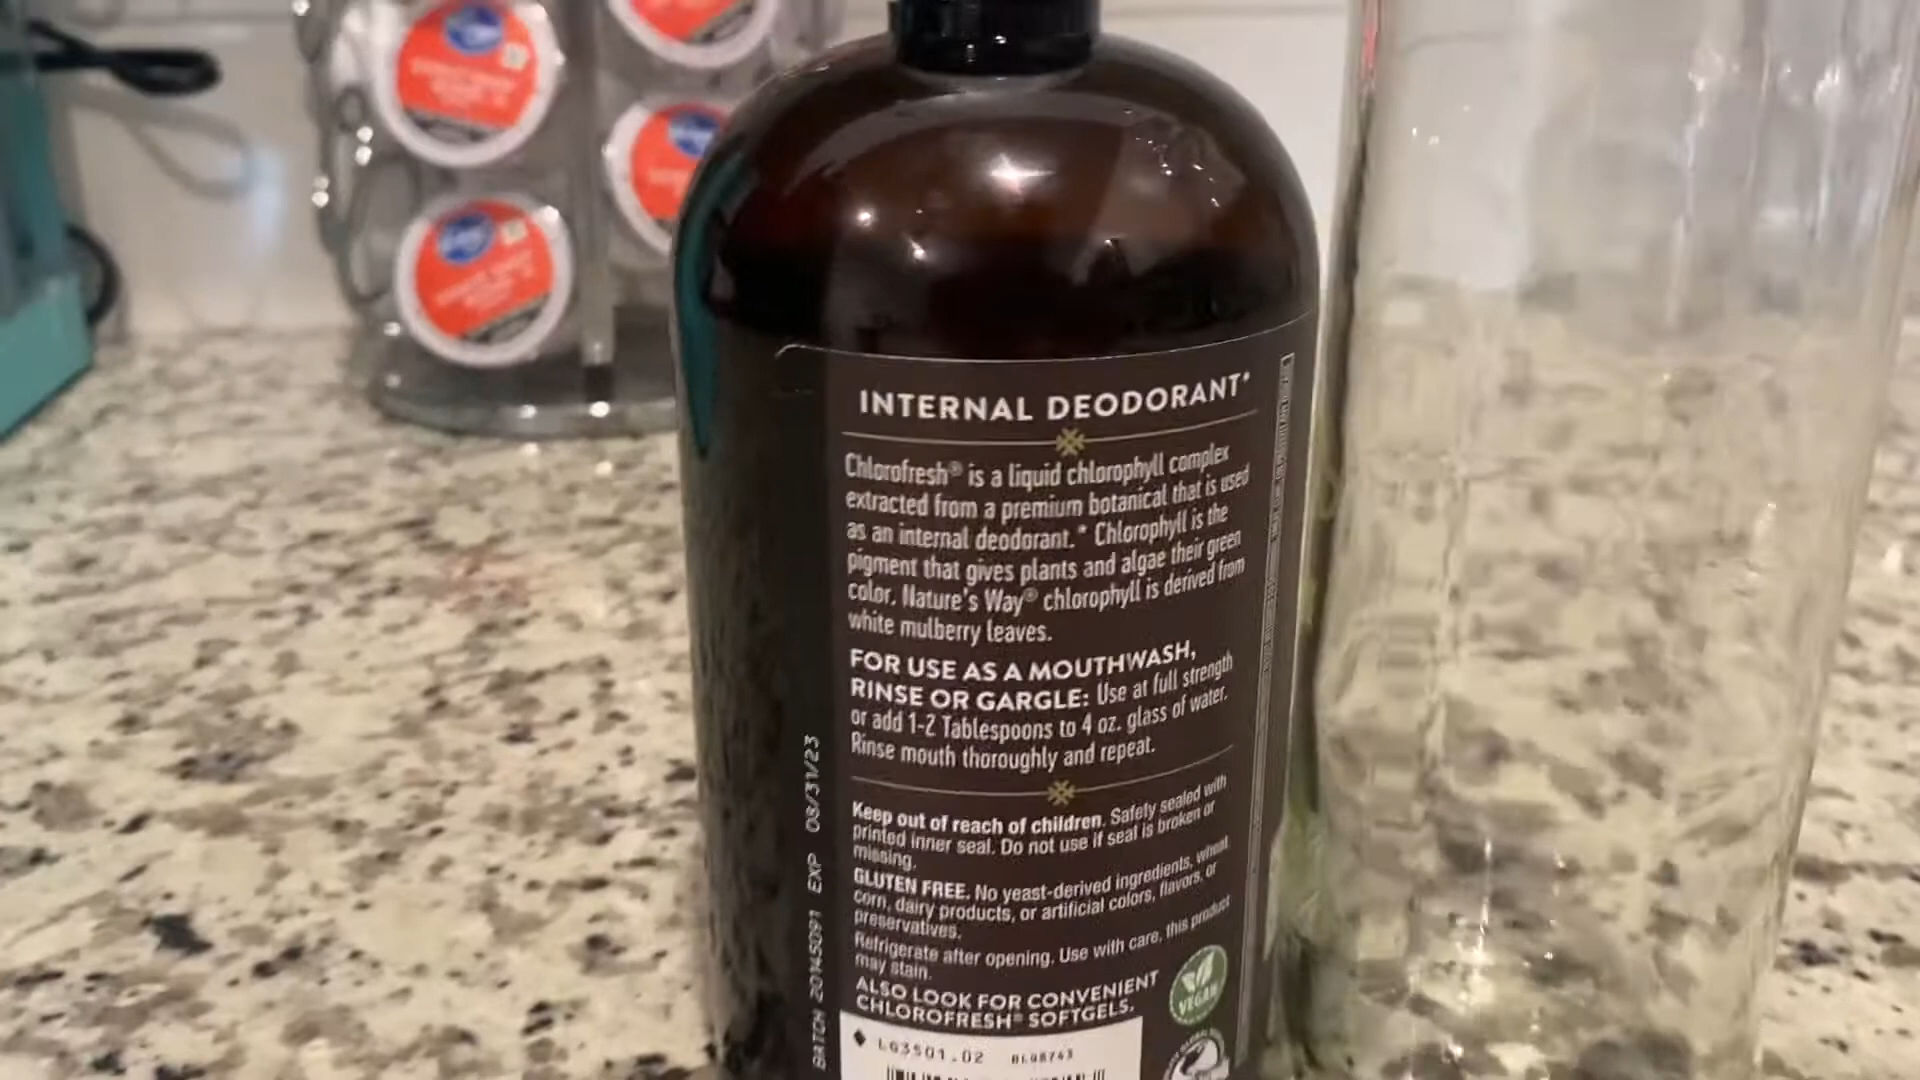 INTERNAL DEODORANT*
Chlorofresh® is a liquid chlorophyll complex
extracted from a premium botanical that is used
as an internal deodorant.* Chlorophyll is the
pigment that gives plants and algae their green
color. Nature's Way® chlorophyll is derived from
white mulberry leaves.
FOR USE AS A MOUTHWASH,
RINSE OR GARGLE: Use at full strength
or add 1-2 Tablespoons to 4 oz. glass of water.
Rinse mouth thoroughly and repeat.
Keep out of reach of children. Safety sealed with
printed inner seal. Do not use if seal is broken or
missing.
GLUTEN FREE. No yeast-derived ingredients, wheat
corn, dairy products, or artificial colors, flavors, or
preservatives.
Refrigerate after opening. Use with care, this product
may stain.
ALSO LOOK FOR CONVENIENT
CHLOROFRESH® SOFTGELS.
VEGAN
BATCH 20145091 EXP 08/31/23